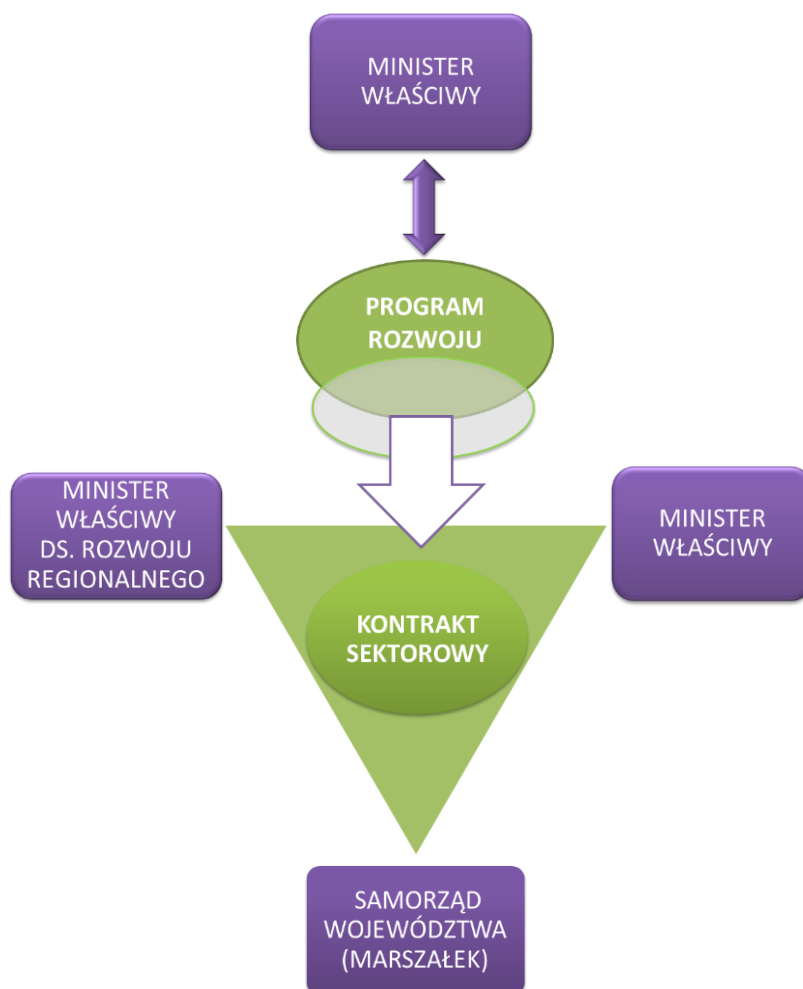 MINISTER
WŁAŚCIWY
PROGRAM
ROZWOJU
MINISTER
WŁAŚCIWY
DS. ROZWOJU
REGIONALNEGO
MINISTER
WŁAŚCIWY
KONTRAKT
SEKTOROWY
SAMORZĄD
WOJEWÓDZTWA
(MARSZAŁEK)